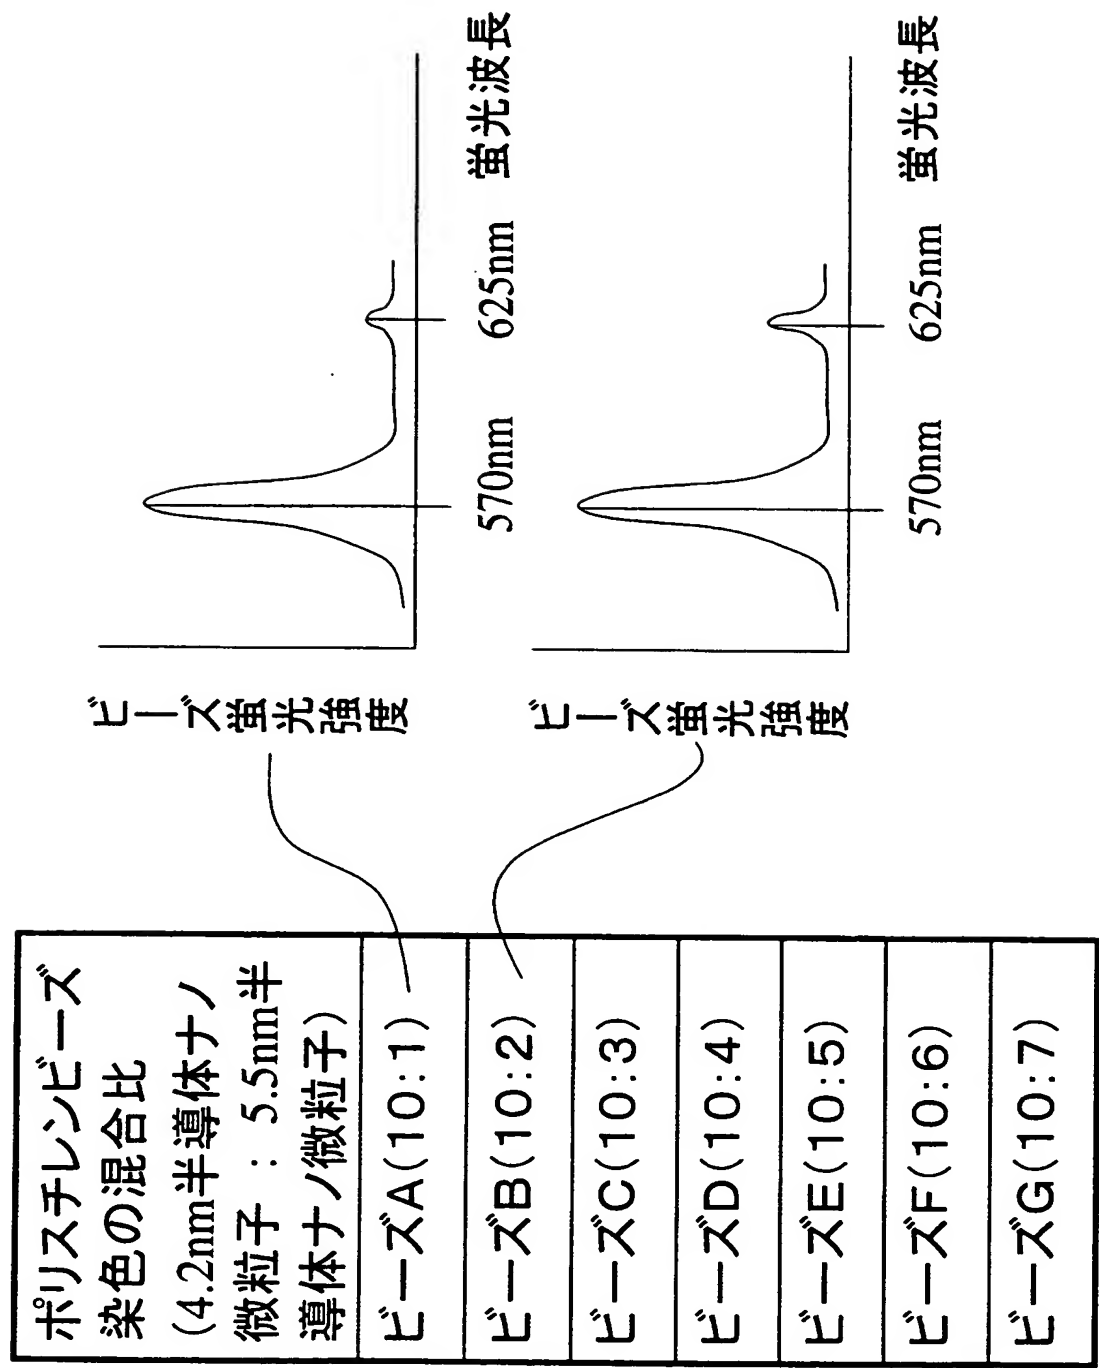 ポリスチレンビーズ
染色の混合比
(4.2nm半導体ナノ
微粒子 : 5.5nm半
導体ナノ微粒子)
ビーズA(10:1)
ビーズB(10:2)
ビーズC(10:3)
ビーズD(10:4)
ビーズE(10:5)
ビーズF(10:6)
ビーズG(10:7)
ビーズ蛍光強度
570nm
625nm
蛍光波長
ビーズ蛍光強度
570nm
625nm
蛍光波長